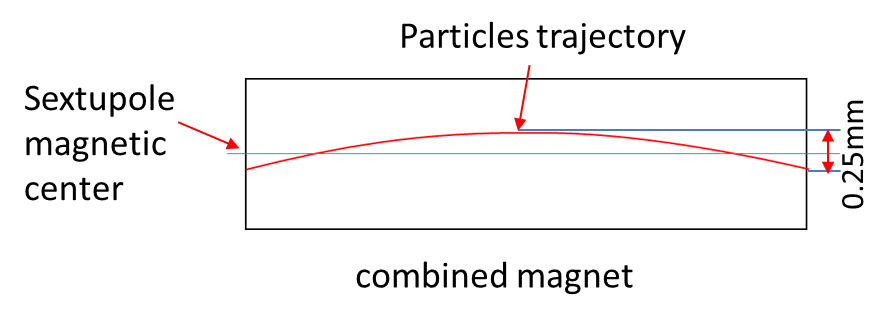 Particles trajectory
Sextupole
magnetic
center
0.25mm
combined magnet